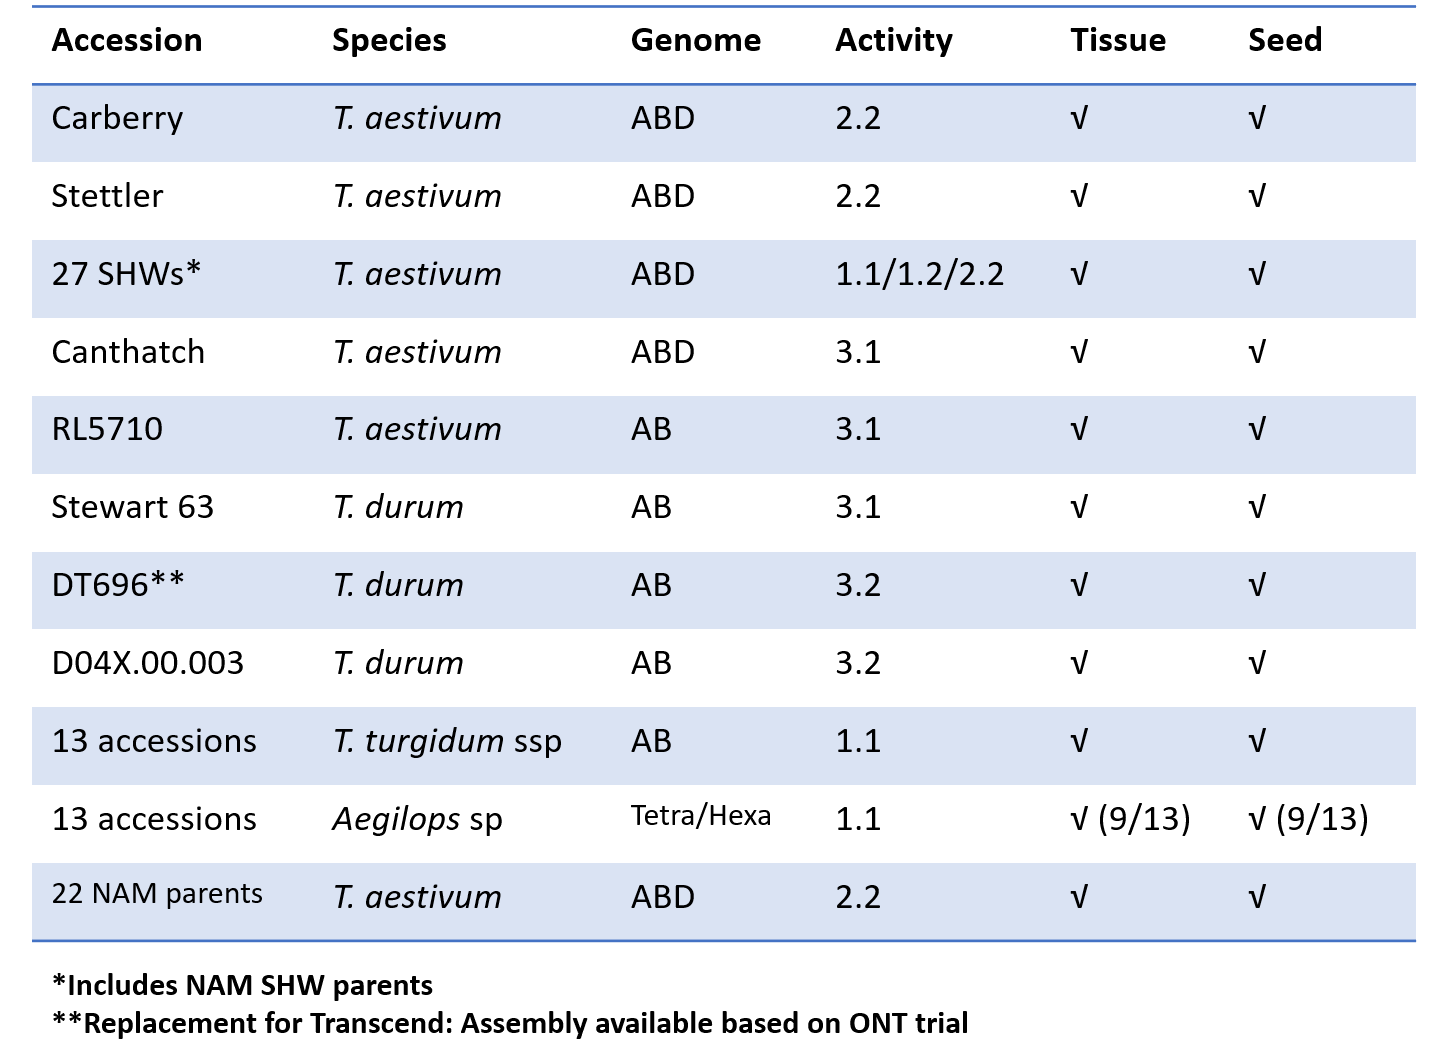 Accession Species Genome Activity Tissue Seed
Carberry T. aestivum ABD 2.2 √ √
Stettler T. aestivum ABD 2.2 √ √
27 SHWs* T. aestivum ABD 1.1/1.2/2.2 √ √
Canthatch T. aestivum ABD 3.1 √ √
RL5710 T. aestivum AB 3.1 √ √
Stewart 63 T. durum AB 3.1 √ √
DT696** T. durum AB 3.2 √ √
D04X.00.003 T. durum AB 3.2 √ √
13 accessions T. turgidum ssp AB 1.1 √ √
13 accessions Aegilops sp Tetra/Hexa 1.1 √ (9/13) √ (9/13)
22 NAM parents T. aestivum ABD 2.2 √ √
*Includes NAM SHW parents
**Replacement for Transcend: Assembly available based on ONT trial